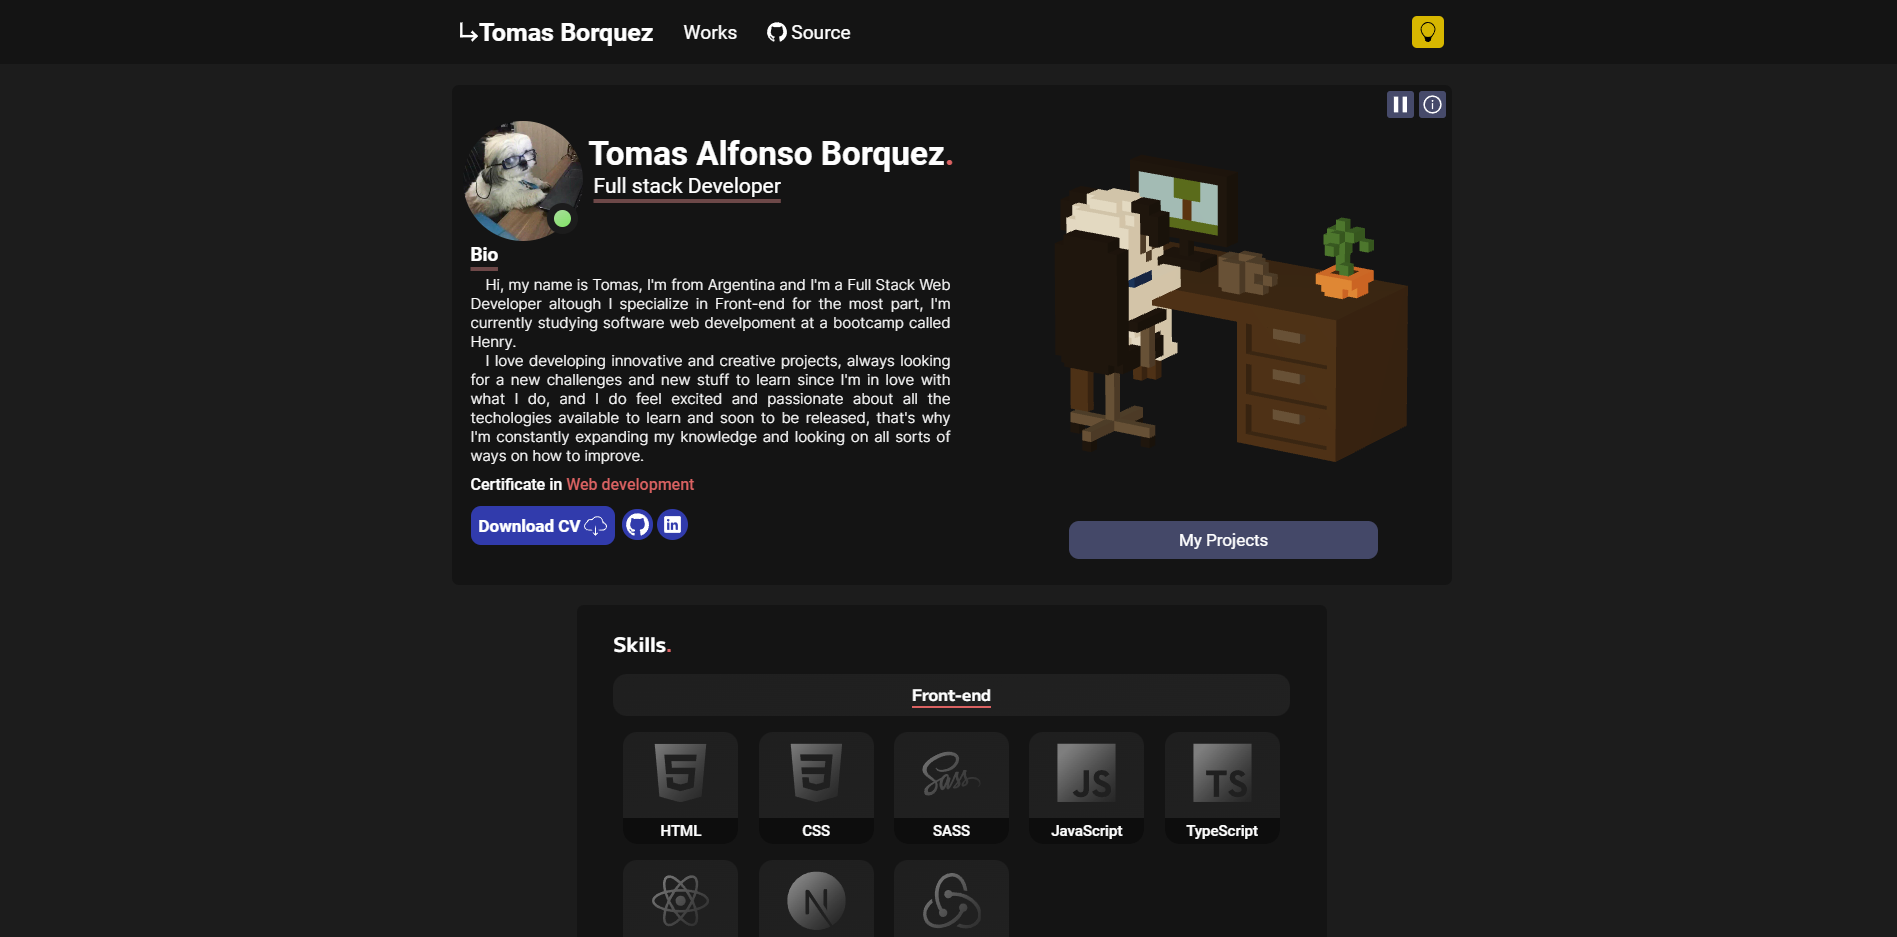 Tomas Borquez
Works
Source
Tomas Alfonso Borquez.
Full stack Developer
Bio
Hi, my name is Tomas, I'm from Argentina and I'm a Full Stack Web
Developer altough I specialize in Front-end for the most part, I'm
currently studying software web develpoment at a bootcamp called
Henry.
I love developing innovative and creative projects, always looking
for a new challenges and new stuff to learn since I'm in love with
what I do, and I do feel excited and passionate about all the
techologies available to learn and soon to be released, that's why
I'm constantly expanding my knowledge and looking on all sorts of
ways on how to improve.
Certificate in Web development
Download CV
in
My Projects
Skills.
Front-end
5
3
Sass
JS
TS
HTML
CSS
SASS
JavaScript
TypeScript
N